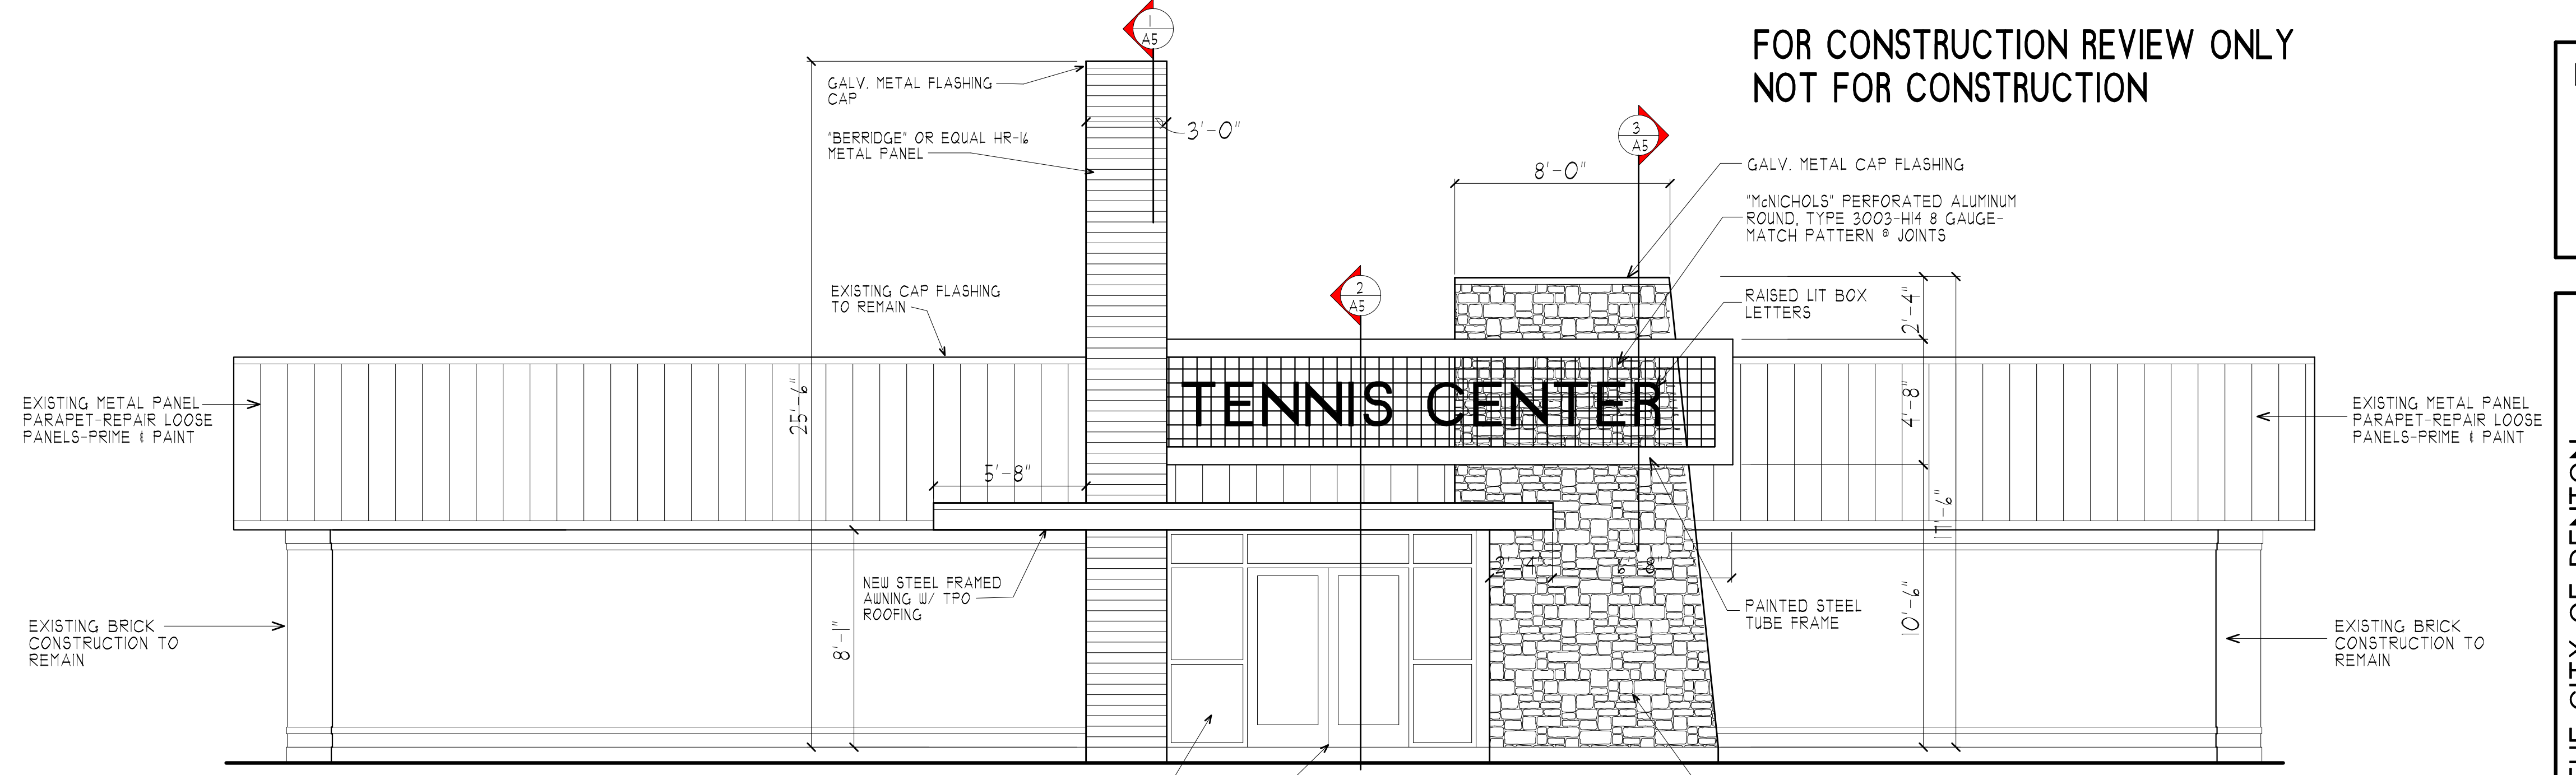 1
A5
FOR CONSTRUCTION REVIEW ONLY
NOT FOR CONSTRUCTION
GALV. METAL FLASHING
CAP
"BERRIDGE" OR EQUAL HR-16
METAL PANEL
3'-0"
3
A5
8'-0"
GALV. METAL CAP FLASHING
"McNICHOLS" PERFORATED ALUMINUM
ROUND, TYPE 3003-H14 8 GAUGE-
MATCH PATTERN @ JOINTS
EXISTING CAP FLASHING
TO REMAIN
2
A5
RAISED LIT BOX
LETTERS
2'-4"
EXISTING METAL PANEL
PARAPET-REPAIR LOOSE
PANELS-PRIME & PAINT
25'-6"
TENNIS CENTER
4'-8"
EXISTING METAL PANEL
PARAPET-REPAIR LOOSE
PANELS-PRIME & PAINT
5'-8"
17'-6"
NEW STEEL FRAMED
AWNING W/ TPO
ROOFING
2'-4"
6'-8"
8'-1"
10'-6"
PAINTED STEEL
TUBE FRAME
EXISTING BRICK
CONSTRUCTION TO
REMAIN
EXISTING BRICK
CONSTRUCTION TO
REMAIN
THE CITY OF DENTON